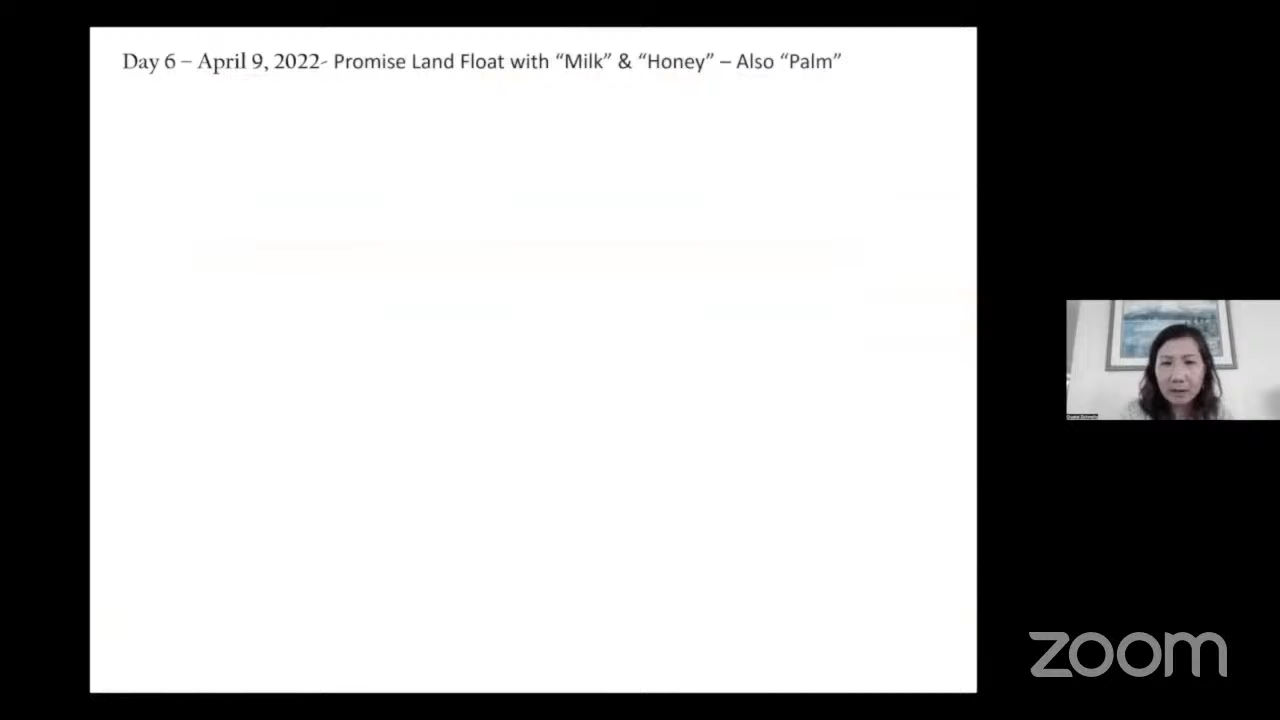 Day 6 – April 9, 2022- Promise Land Float with “Milk” & “Honey” – Also “Palm”
zoom